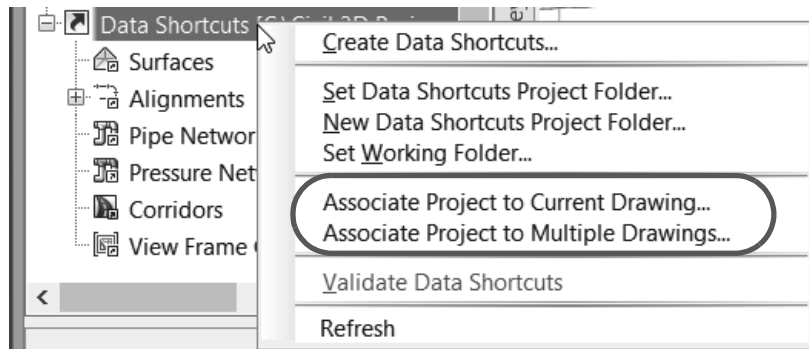 Data Shortcuts
Surfaces
Alignments
Pipe Networ
Pressure Net
Corridors
View Frame
Create Data Shortcuts...
Set Data Shortcuts Project Folder...
New Data Shortcuts Project Folder...
Set Working Folder...
Associate Project to Current Drawing...
Associate Project to Multiple Drawings...
Validate Data Shortcuts
Refresh